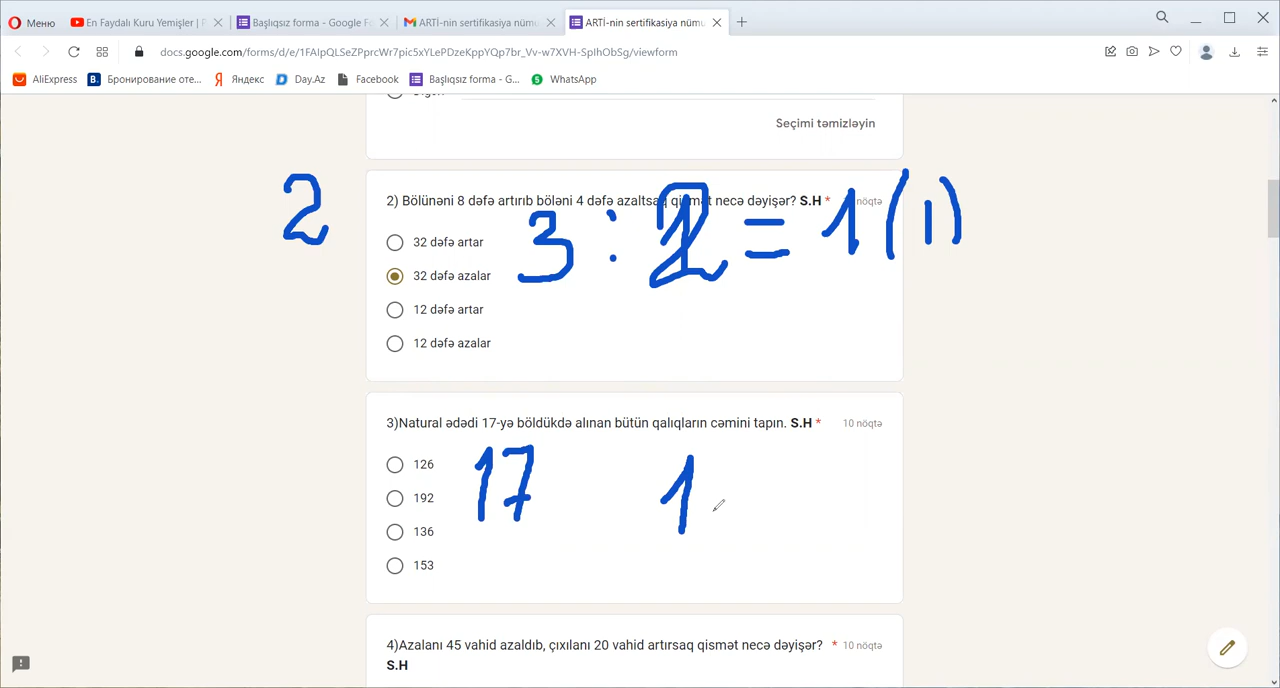 Меню
En Faydalı Kuru Yemişler |
Başlıqsız forma - Google Fo
ARTİ-nin sertifikasiya nümu
ARTİ-nin sertifikasiya nümu
docs.google.com/forms/d/e/1FAIpQLSeZPprcWr7pic5xYLePDzeKppYQp7br_Vv-w7XVH-SpIhObSg/viewform
AliExpress
Бронирование оте...
Яндекс
Day.Az
Facebook
Başlıqsız forma - G...
WhatsApp
Seçimi təmizləyin
2) Bölünəni 8 dəfə artırıb böləni 4 dəfə azaltsaq qismət necə dəyişər? S.H *
nöqtə
2
3 : 2 = 1 (1)
32 dəfə artar
32 dəfə azalar
12 dəfə artar
12 dəfə azalar
3)Natural ədədi 17-yə böldükdə alınan bütün qalıqların cəmini tapın. S.H *
10 nöqtə
126
192
136
153
17 1
4)Azalanı 45 vahid azaldıb, çıxılanı 20 vahid artırsaq qismət necə dəyişər? *
10 nöqtə
S.H